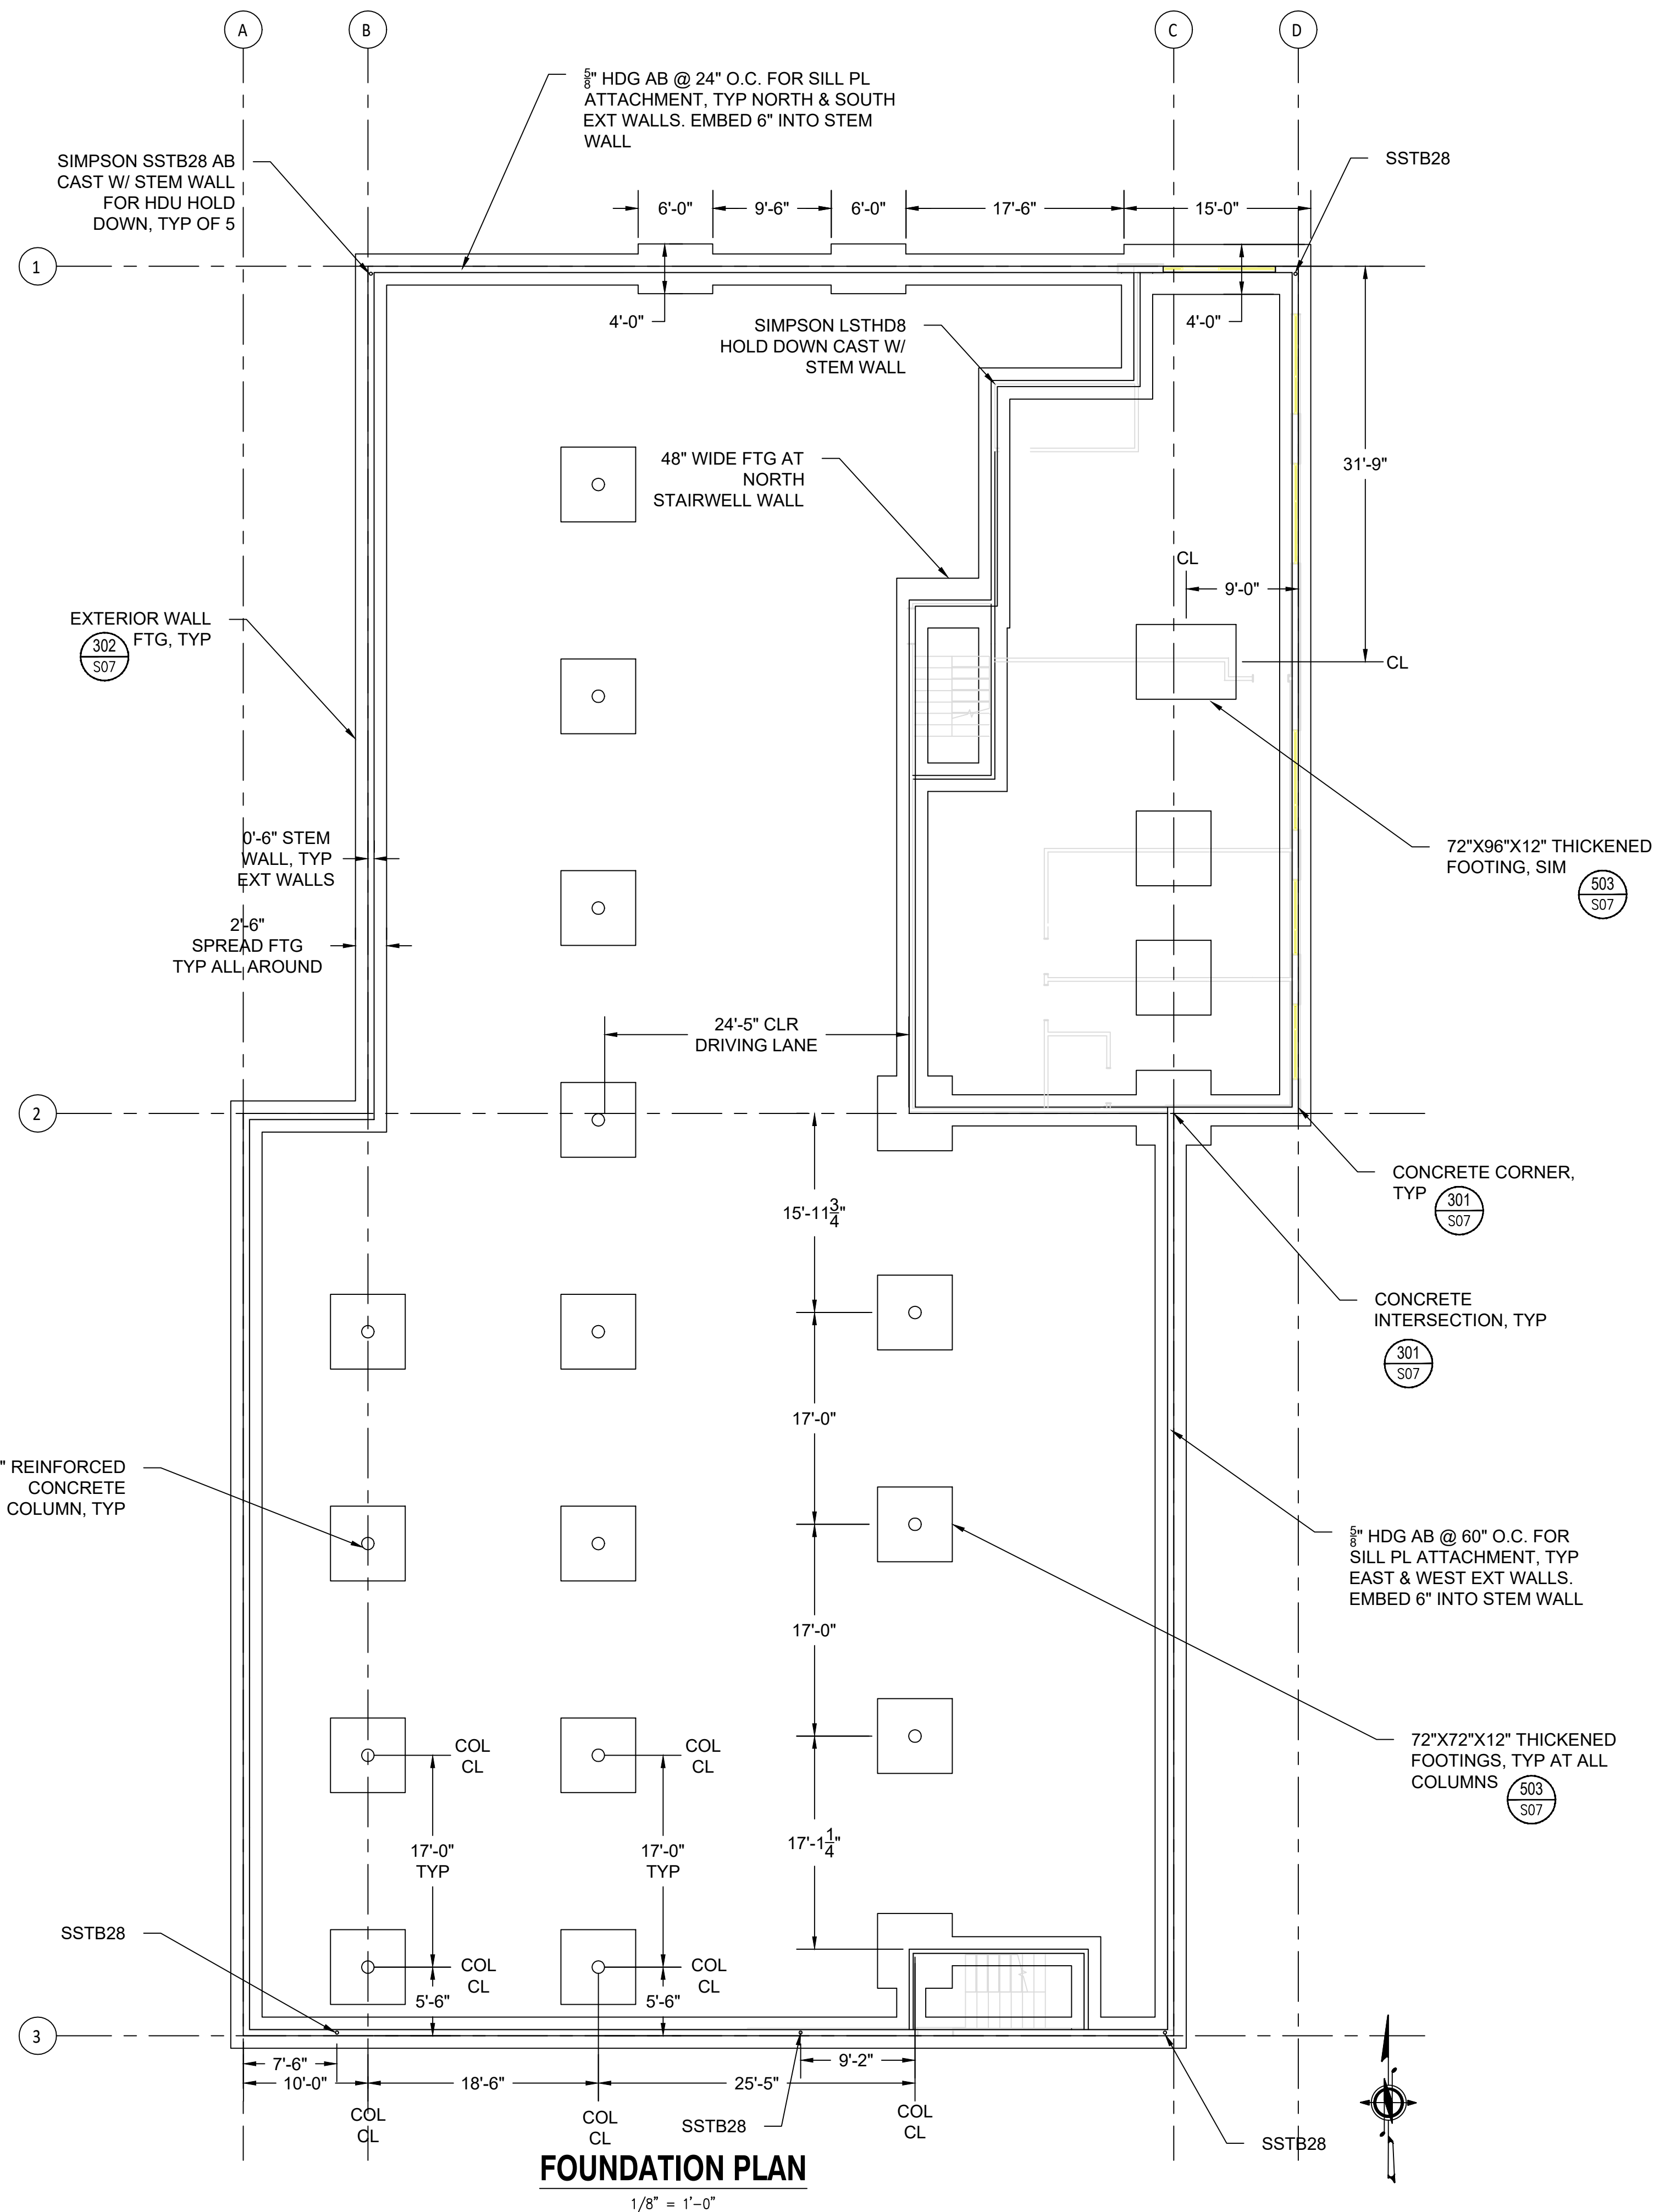 A
B
C
D
5/8" HDG AB @ 24" O.C. FOR SILL PL
ATTACHMENT, TYP NORTH & SOUTH
EXT WALLS. EMBED 6" INTO STEM
WALL
SIMPSON SSTB28 AB
CAST W/ STEM WALL
FOR HDU HOLD
DOWN, TYP OF 5
SSTB28
6'-0"
9'-6"
6'-0"
17'-6"
15'-0"
1
4'-0"
SIMPSON LSTHD8
HOLD DOWN CAST W/
STEM WALL
4'-0"
48" WIDE FTG AT
NORTH
STAIRWELL WALL
31'-9"
CL
9'-0"
CL
EXTERIOR WALL
FTG, TYP
302
S07
0'-6" STEM
WALL, TYP
EXT WALLS
72"X96"X12" THICKENED
FOOTING, SIM
503
S07
2'-6"
SPREAD FTG
TYP ALL AROUND
24'-5" CLR
DRIVING LANE
2
CONCRETE CORNER,
TYP
301
S07
15'-11 3/4"
CONCRETE
INTERSECTION, TYP
301
S07
17'-0"
" REINFORCED
CONCRETE
COLUMN, TYP
5/8" HDG AB @ 60" O.C. FOR
SILL PL ATTACHMENT, TYP
EAST & WEST EXT WALLS.
EMBED 6" INTO STEM WALL
17'-0"
72"X72"X12" THICKENED
FOOTINGS, TYP AT ALL
COLUMNS
503
S07
COL
CL
COL
CL
17'-0"
TYP
17'-0"
TYP
17'-1 1/4"
SSTB28
COL
CL
COL
CL
5'-6"
5'-6"
3
7'-6"
9'-2"
10'-0"
18'-6"
25'-5"
COL
CL
COL
CL
SSTB28
COL
CL
SSTB28
FOUNDATION PLAN
1/8" = 1'-0"